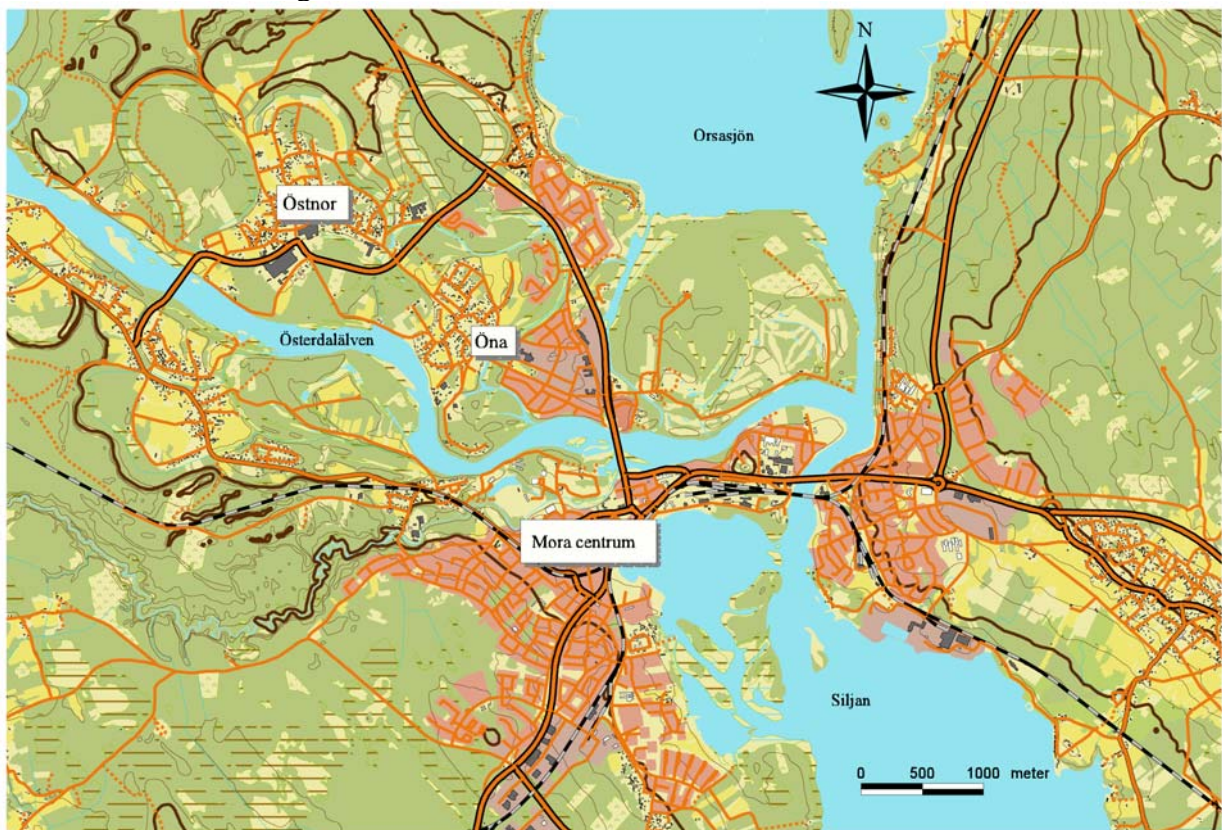 N
Orsasjön
Östnor
Österdalälven
Öna
Mora centrum
Siljan
0 500 1000 meter